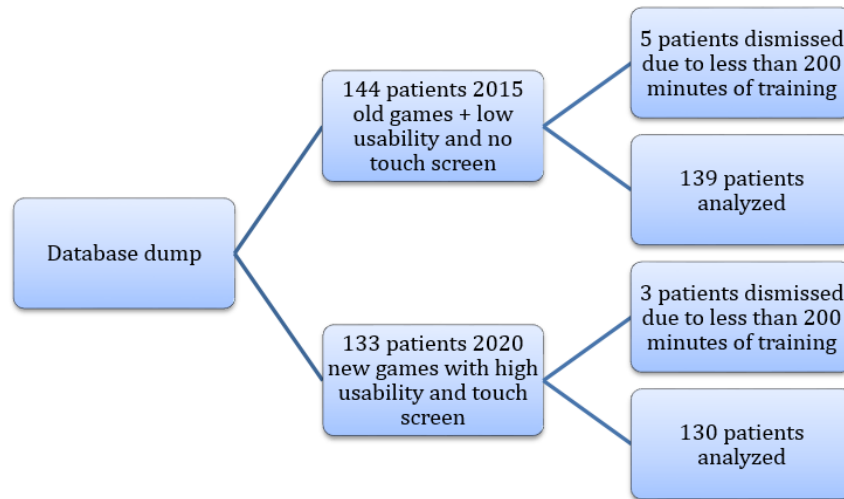 Database dump
144 patients 2015
old games + low
usability and no
touch screen
5 patients dismissed
due to less than 200
minutes of training
139 patients
analyzed
133 patients 2020
new games with high
usability and touch
screen
3 patients dismissed
due to less than 200
minutes of training
130 patients
analyzed